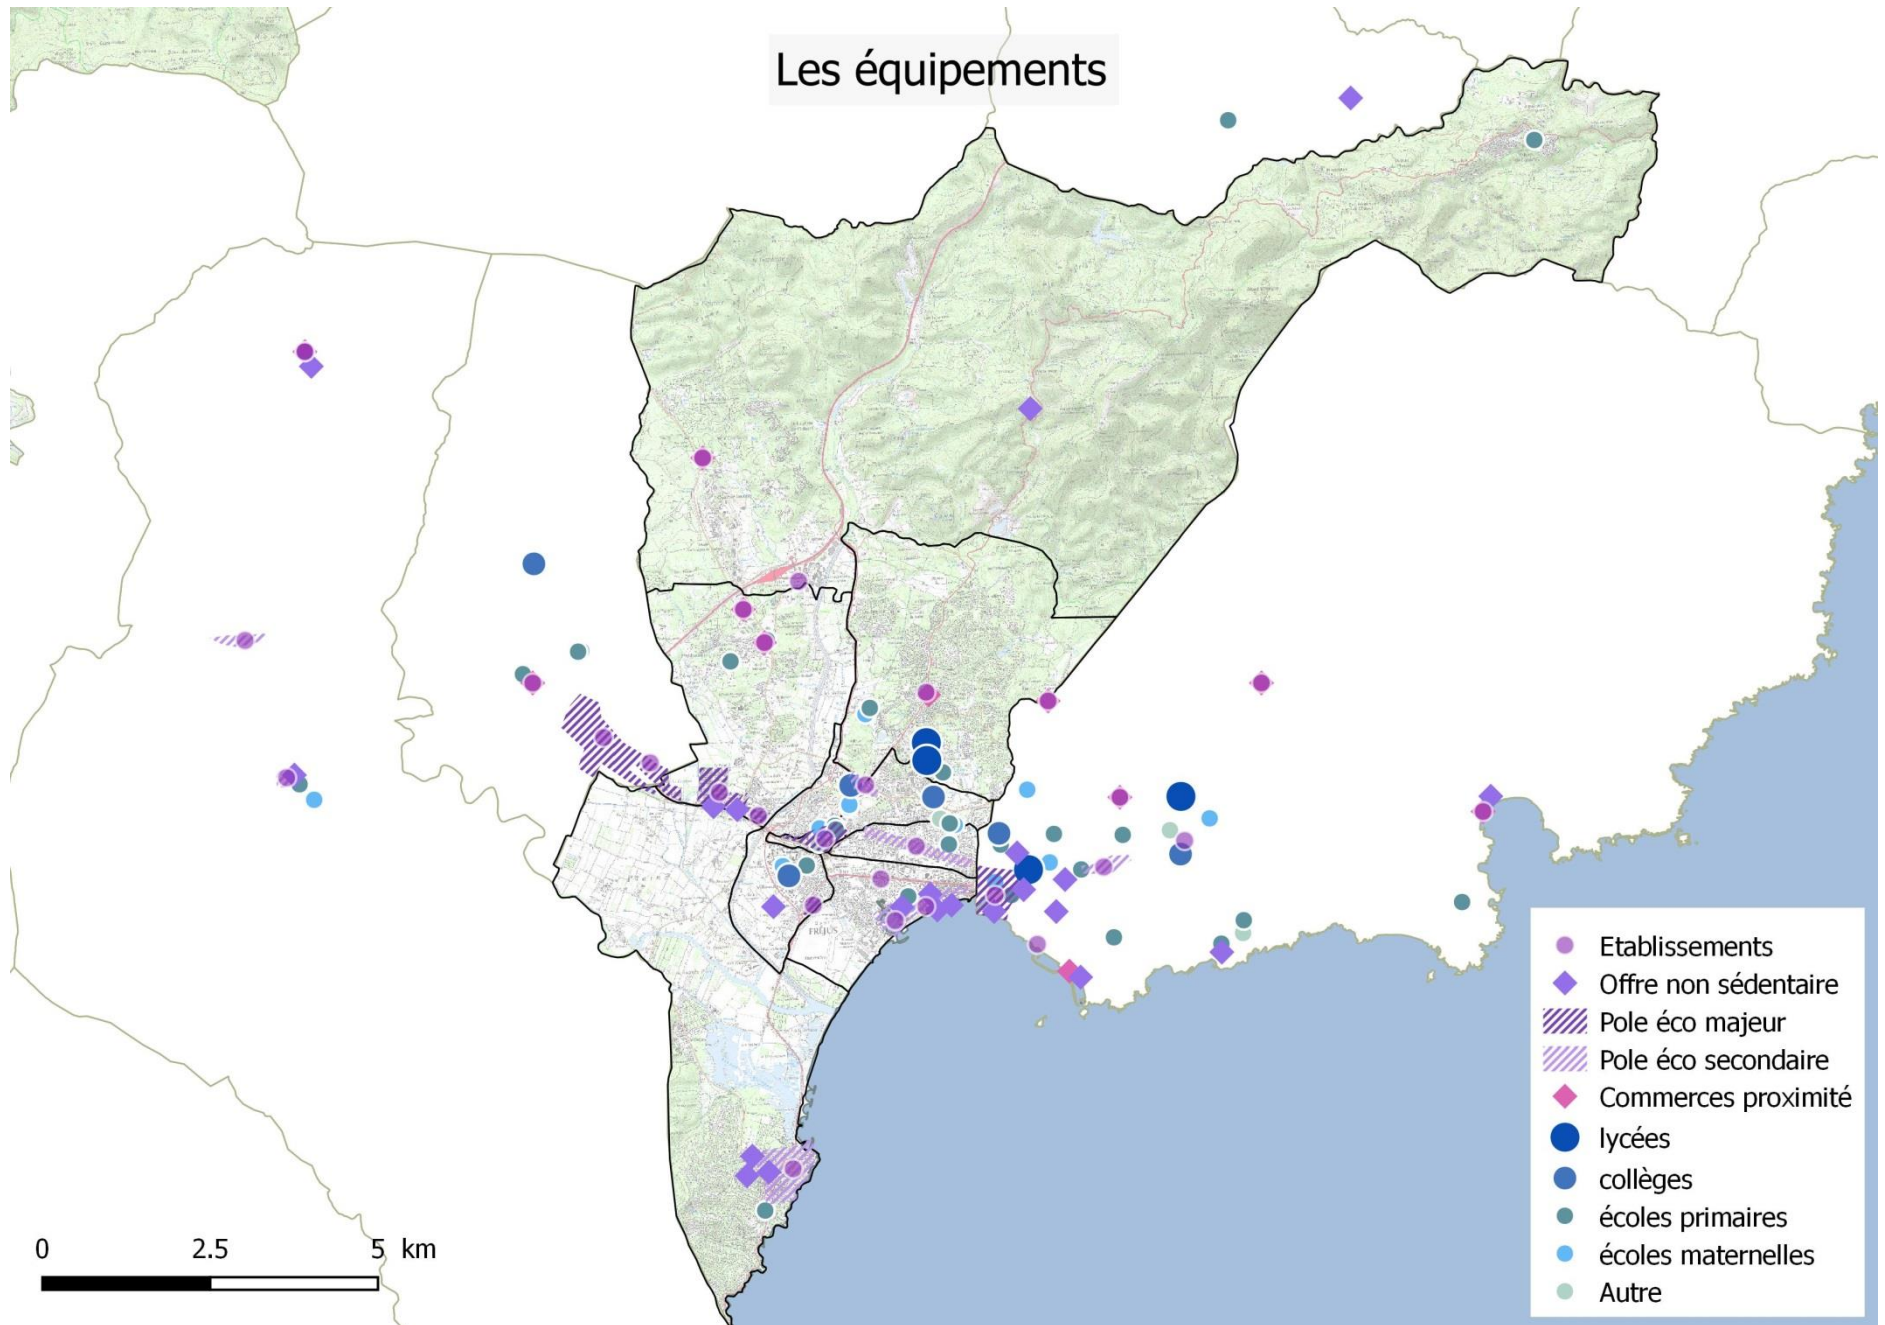 Les équipements
FRÉJUS
Etablissements
Offre non sédentaire
Pole éco majeur
Pole éco secondaire
Commerces proximité
lycées
collèges
écoles primaires
écoles maternelles
Autre
0 2.5 5 km